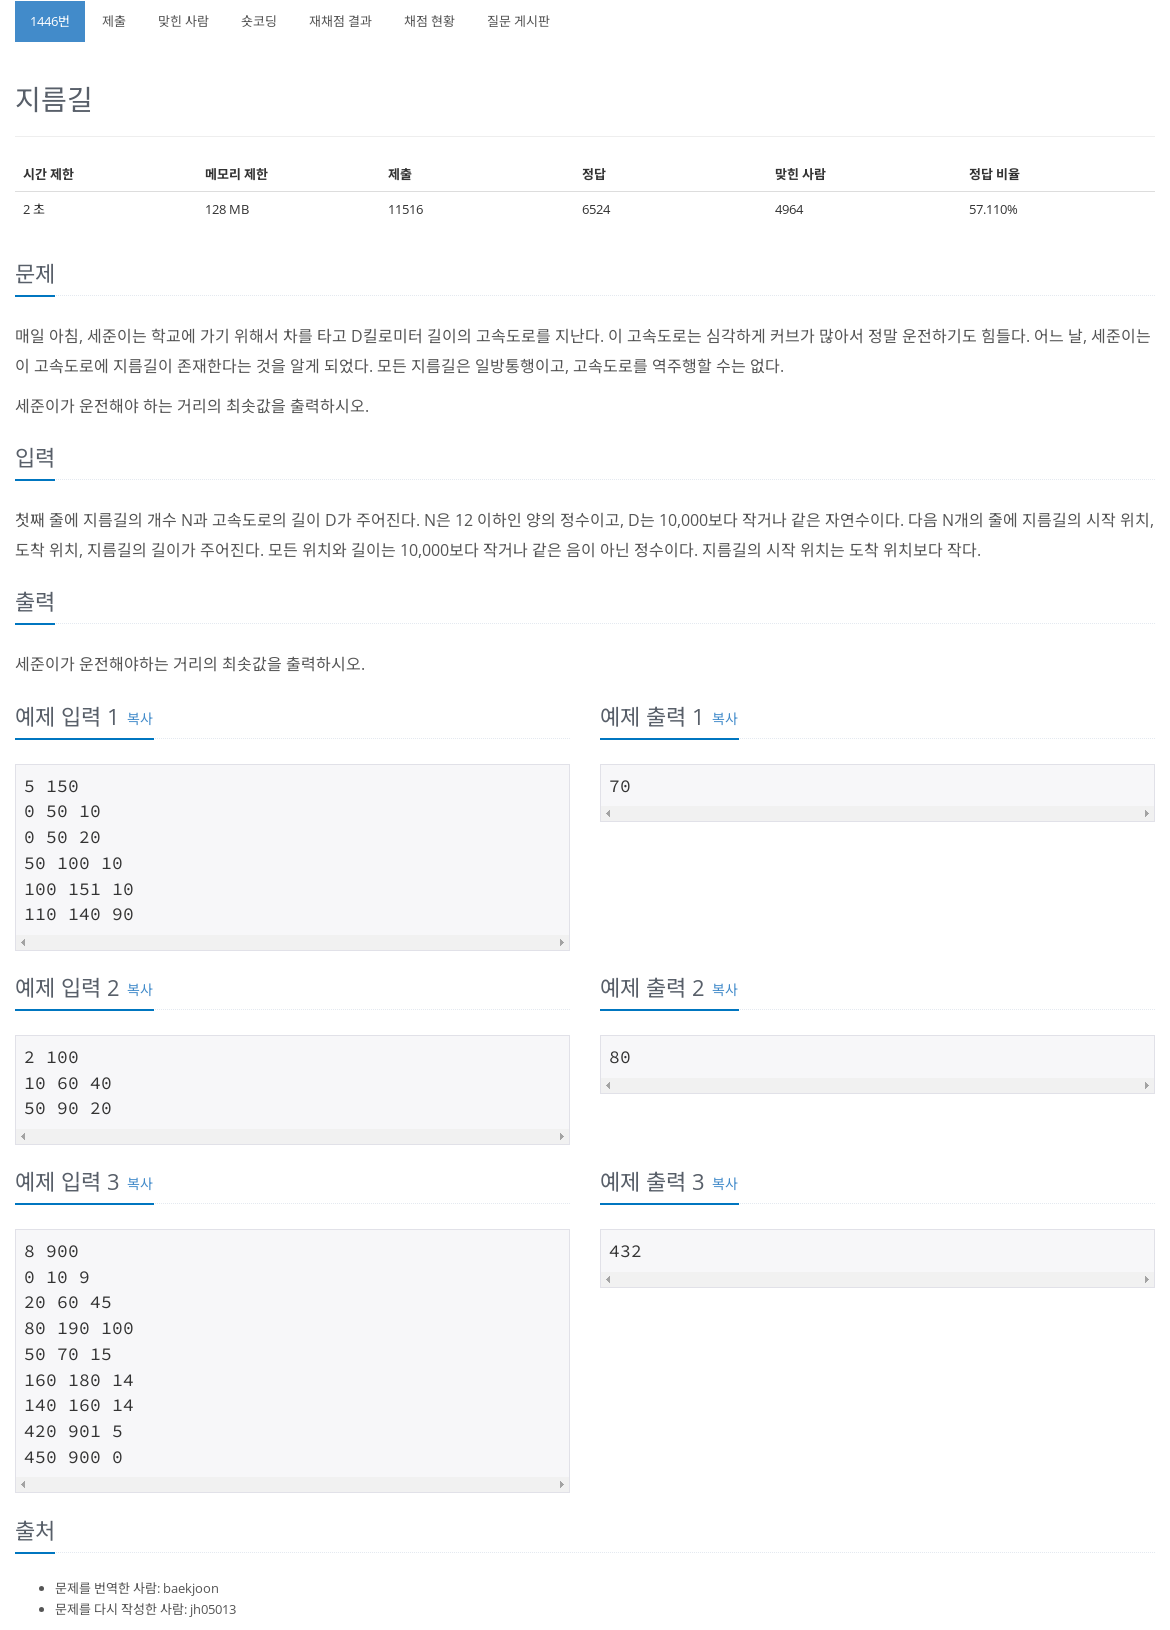 1446번 제출 맞힌 사람 숏코딩 재채점 결과 채점 현황 질문 게시판
지름길
시간 제한 메모리 제한 제출 정답 맞힌 사람 정답 비율
2 초 128 MB 11516 6524 4964 57.110%
문제
매일 아침, 세준이는 학교에 가기 위해서 차를 타고 D킬로미터 길이의 고속도로를 지난다. 이 고속도로는 심각하게 커브가 많아서 정말 운전하기도 힘들다. 어느 날, 세준이는
이 고속도로에 지름길이 존재한다는 것을 알게 되었다. 모든 지름길은 일방통행이고, 고속도로를 역주행할 수는 없다.
세준이가 운전해야 하는 거리의 최솟값을 출력하시오.
입력
첫째 줄에 지름길의 개수 N과 고속도로의 길이 D가 주어진다. N은 12 이하인 양의 정수이고, D는 10,000보다 작거나 같은 자연수이다. 다음 N개의 줄에 지름길의 시작 위치,
도착 위치, 지름길의 길이가 주어진다. 모든 위치와 길이는 10,000보다 작거나 같은 음이 아닌 정수이다. 지름길의 시작 위치는 도착 위치보다 작다.
출력
세준이가 운전해야하는 거리의 최솟값을 출력하시오.
예제 입력 1 복사
5 150
0 50 10
0 50 20
50 100 10
100 151 10
110 140 90
예제 출력 1 복사
70
예제 입력 2 복사
2 100
10 60 40
50 90 20
예제 출력 2 복사
80
예제 입력 3 복사
8 900
0 10 9
20 60 45
80 190 100
50 70 15
160 180 14
140 160 14
420 901 5
450 900 0
예제 출력 3 복사
432
출처
문제를 번역한 사람: baekjoon
문제를 다시 작성한 사람: jh05013